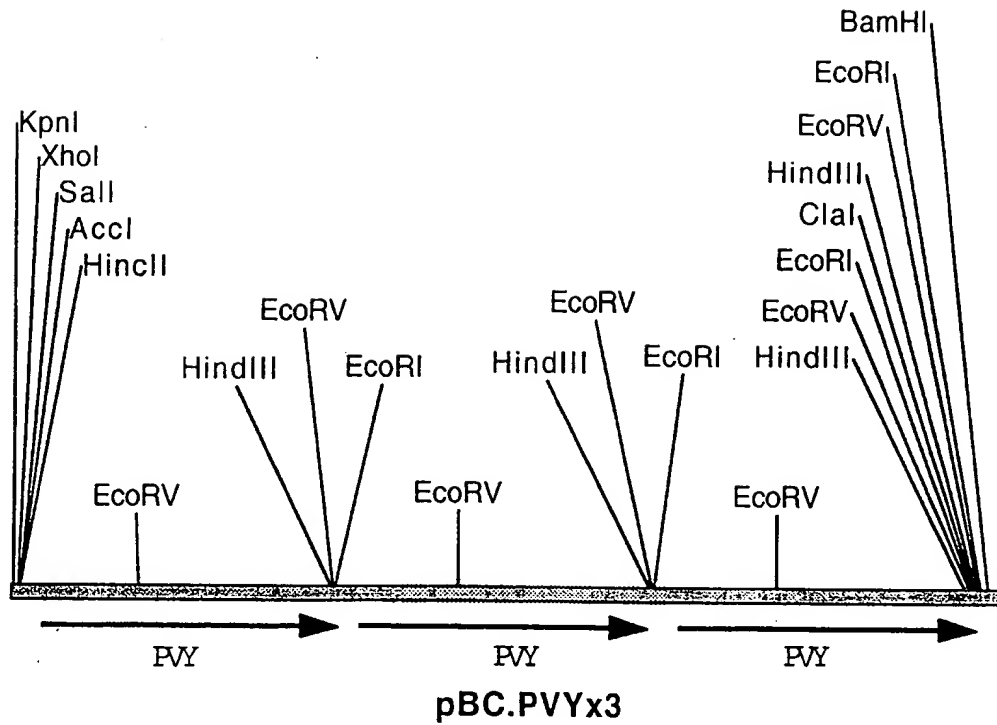 BamHI
EcoRI
KpnI
EcoRV
XhoI
HindIII
SalI
ClaI
AccI
EcoRI
HincII
EcoRV
EcoRV
EcoRV
HindIII
EcoRI
HindIII
EcoRI
HindIII
EcoRV
EcoRV
EcoRV
PVY
PVY
PVY
pBC.PVYx3